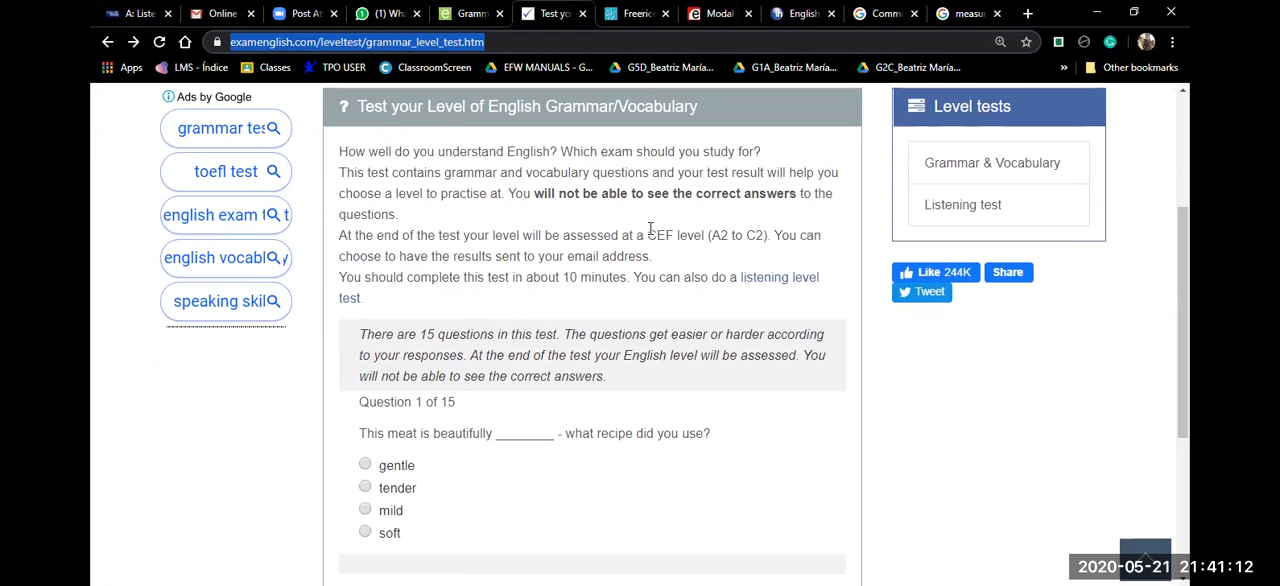 A: Liste
Online
Post At
(1) Wha
Gramm
Test yo
Freerice
Modal
English
Commo
measur
examenglish.com/leveltest/grammar_level_test.htm
Apps
LMS - Índice
Classes
TPO USER
ClassroomScreen
EFW MANUALS - G...
G5D_Beatriz María...
G1A_Beatriz María...
G2C_Beatriz María...
»
Other bookmarks
Ads by Google
grammar tes
toefl test
english exam t t
english vocabl y
speaking skil
? Test your Level of English Grammar/Vocabulary
How well do you understand English? Which exam should you study for?
This test contains grammar and vocabulary questions and your test result will help you
choose a level to practise at. You will not be able to see the correct answers to the
questions.
At the end of the test your level will be assessed at a CEF level (A2 to C2). You can
choose to have the results sent to your email address.
You should complete this test in about 10 minutes. You can also do a listening level
test.
There are 15 questions in this test. The questions get easier or harder according
to your responses. At the end of the test your English level will be assessed. You
will not be able to see the correct answers.
Question 1 of 15
This meat is beautifully ________ - what recipe did you use?
gentle
tender
mild
soft
Level tests
Grammar & Vocabulary
Listening test
Like 244K
Share
Tweet
2020-05-21 21:41:12